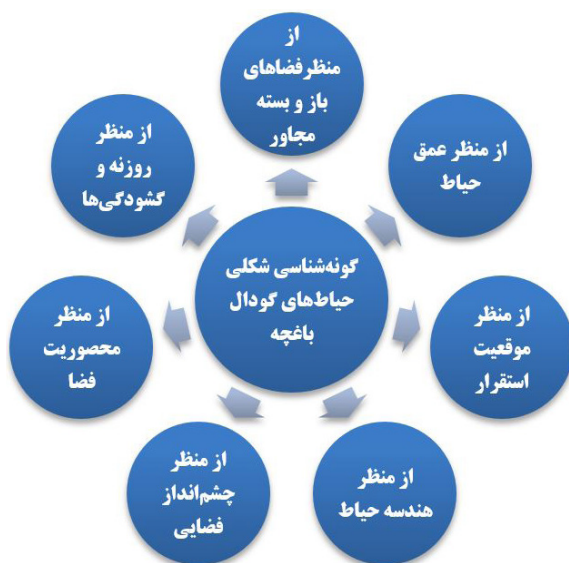 از
منظرفضاهای
باز و بسته
مجاور
از منظر عمق
حیاط
از منظر
موقعیت
استقرار
از منظر
هندسه حیاط
از منظر
چشم‌انداز
فضایی
از منظر
محصوریت
فضا
از منظر
روزنه و
گشودگی‌ها
گونه‌شناسی شکلی
حیاط‌های گودال
باغچه